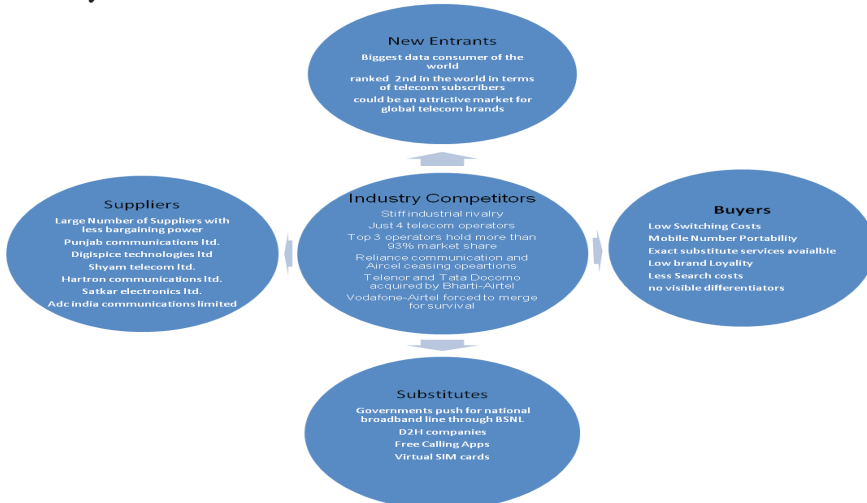 New Entrants
Biggest data consumer of the
world
ranked 2nd in the world in terms
of telecom subscribers
could be an attrictive market for
global telecom brands
Suppliers
Large Number of Suppliers with
less bargaining power
Punjab communications ltd.
Digispice technologies ltd
Shyam telecom ltd.
Hartron communications ltd.
Satkar electronics ltd.
Adc india communications limited
Industry Competitors
Stiff industrial rivalry
Just 4 telecom operators
Top 3 operators hold more than
93% market share
Reliance communication and
Aircel ceasing opeartions
Telenor and Tata Docomo
acquired by Bharti-Airtel
Vodafone-Airtel forced to merge
for survival
Buyers
Low Switching Costs
Mobile Number Portability
Exact substitute services avaialble
Low brand Loyality
Less Search costs
no visible differentiators
Substitutes
Governments push for national
broadband line through BSNL
D2H companies
Free Calling Apps
Virtual SIM cards